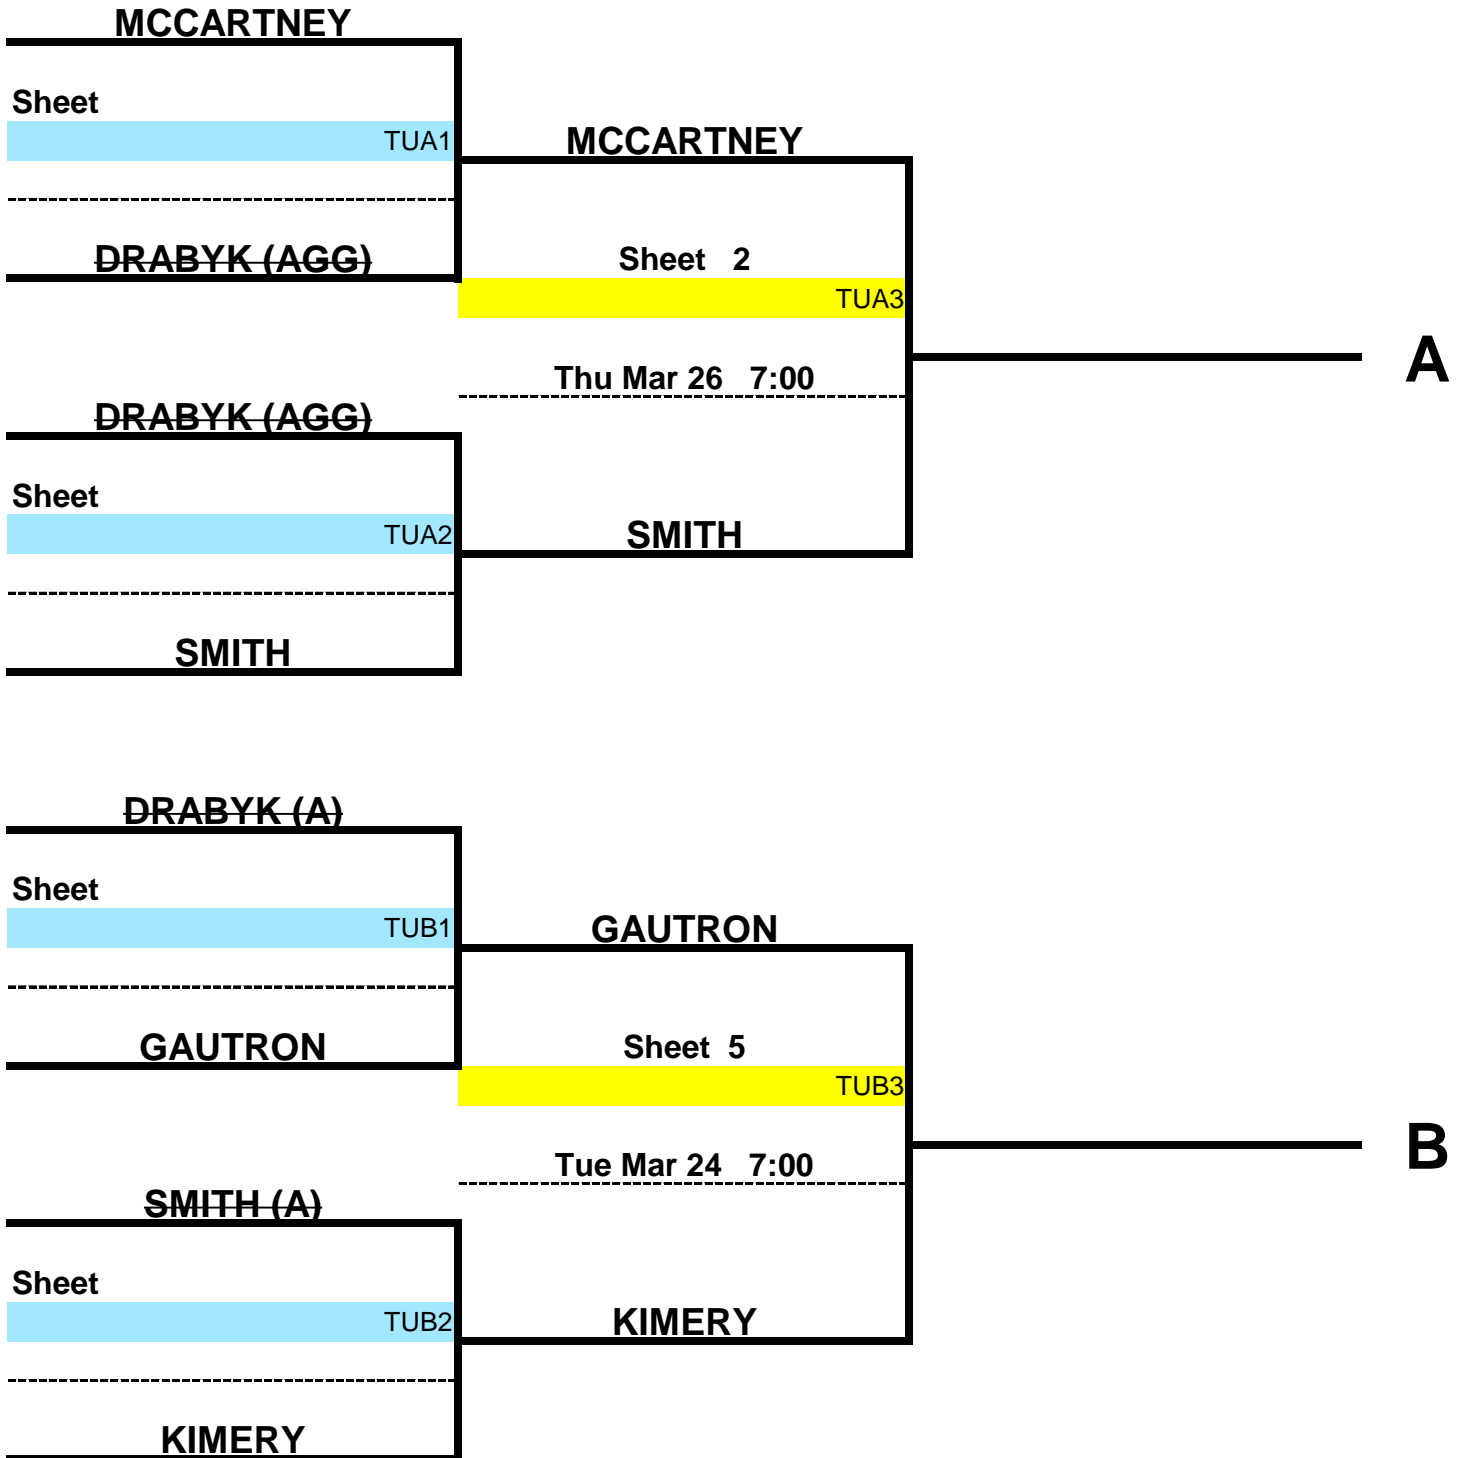 MCCARTNEY
Sheet
TUA1
MCCARTNEY
DRABYK (AGG)
Sheet 2
TUA3
A
Thu Mar 26 7:00
DRABYK (AGG)
Sheet
TUA2
SMITH
SMITH
DRABYK (A)
Sheet
TUB1
GAUTRON
GAUTRON
Sheet 5
TUB3
B
Tue Mar 24 7:00
SMITH (A)
Sheet
TUB2
KIMERY
KIMERY